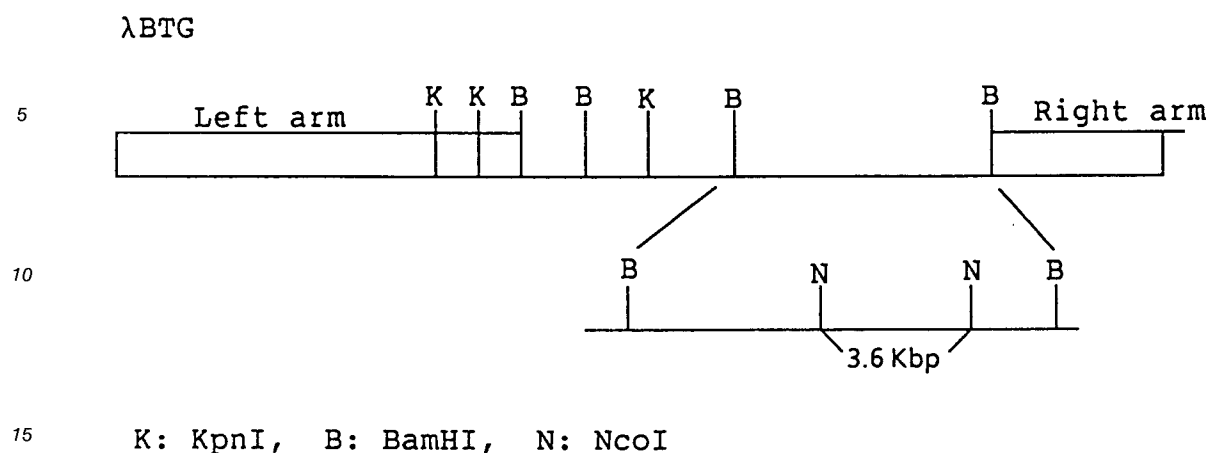 λBTG
5
K K B B K B B
Left arm Right arm
10
B N N B
3.6 Kbp
15 K: KpnI, B: BamHI, N: NcoI